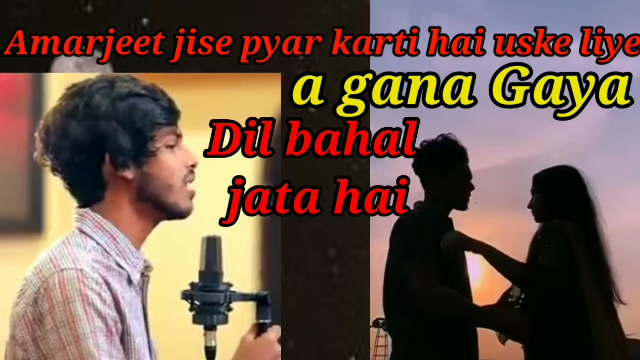 Amarjeet jise pyar karti hai uske liye
a gana Gaya
Dil bahal
jata hai